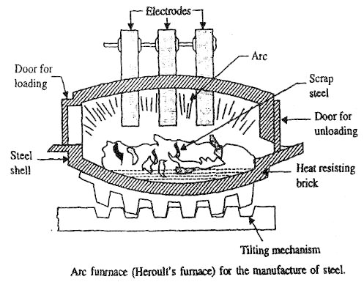 Electrodes
Arc
Door for
loading
Scrap
steel
Door for
unloading
Steel
shell
Heat resisting
brick
Tilting mechanism
Arc funrnace (Heroult's furnace) for the manufacture of steel.